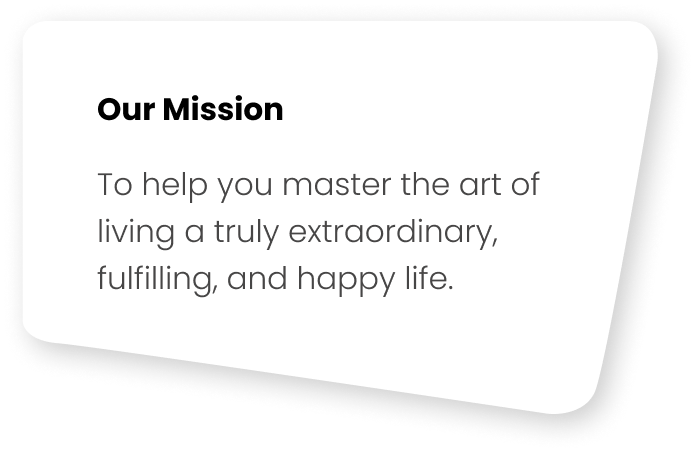 Our Mission
To help you master the art of
living a truly extraordinary,
fulfilling, and happy life.